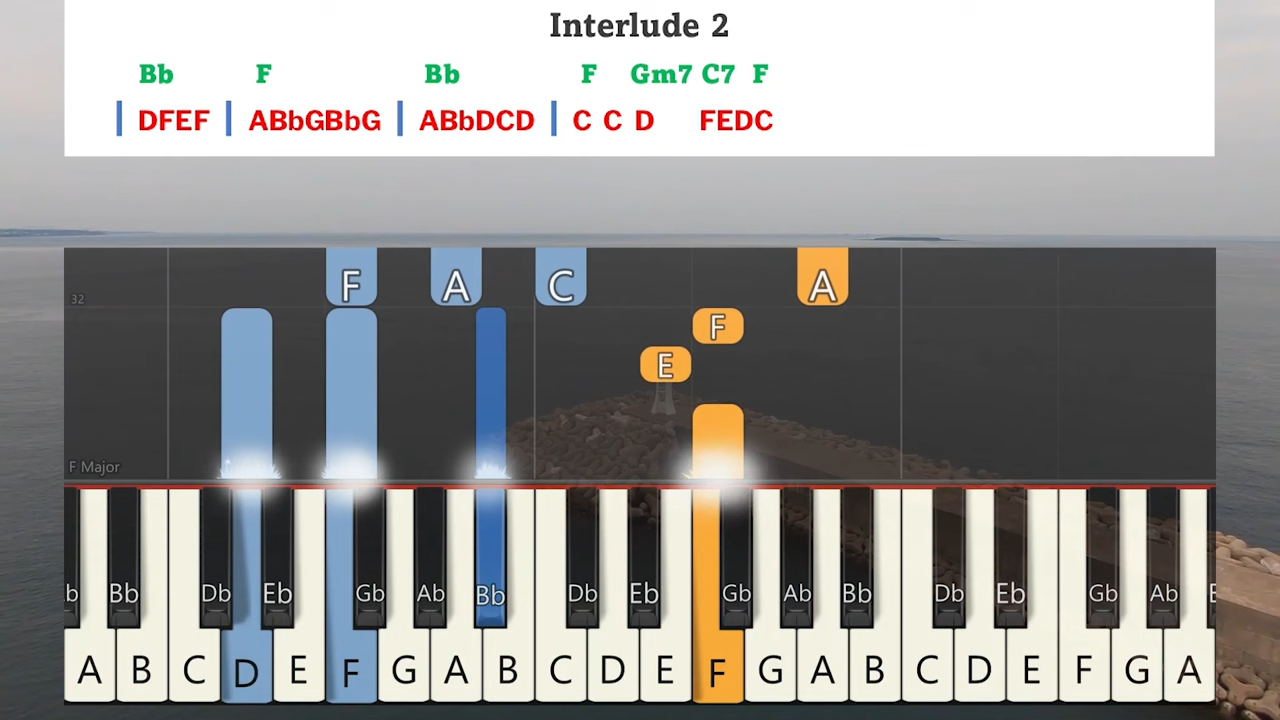 Interlude 2
Bb F Bb F Gm7 C7 F
| DFEF | ABbGBbG | ABbDCD | C C D FEDC
F A C A
32
F
E
F Major
b Bb Db Eb Gb Ab Bb Db Eb Gb Ab Bb Db Eb Gb Ab E
A B C D E F G A B C D E F G A B C D E F G A